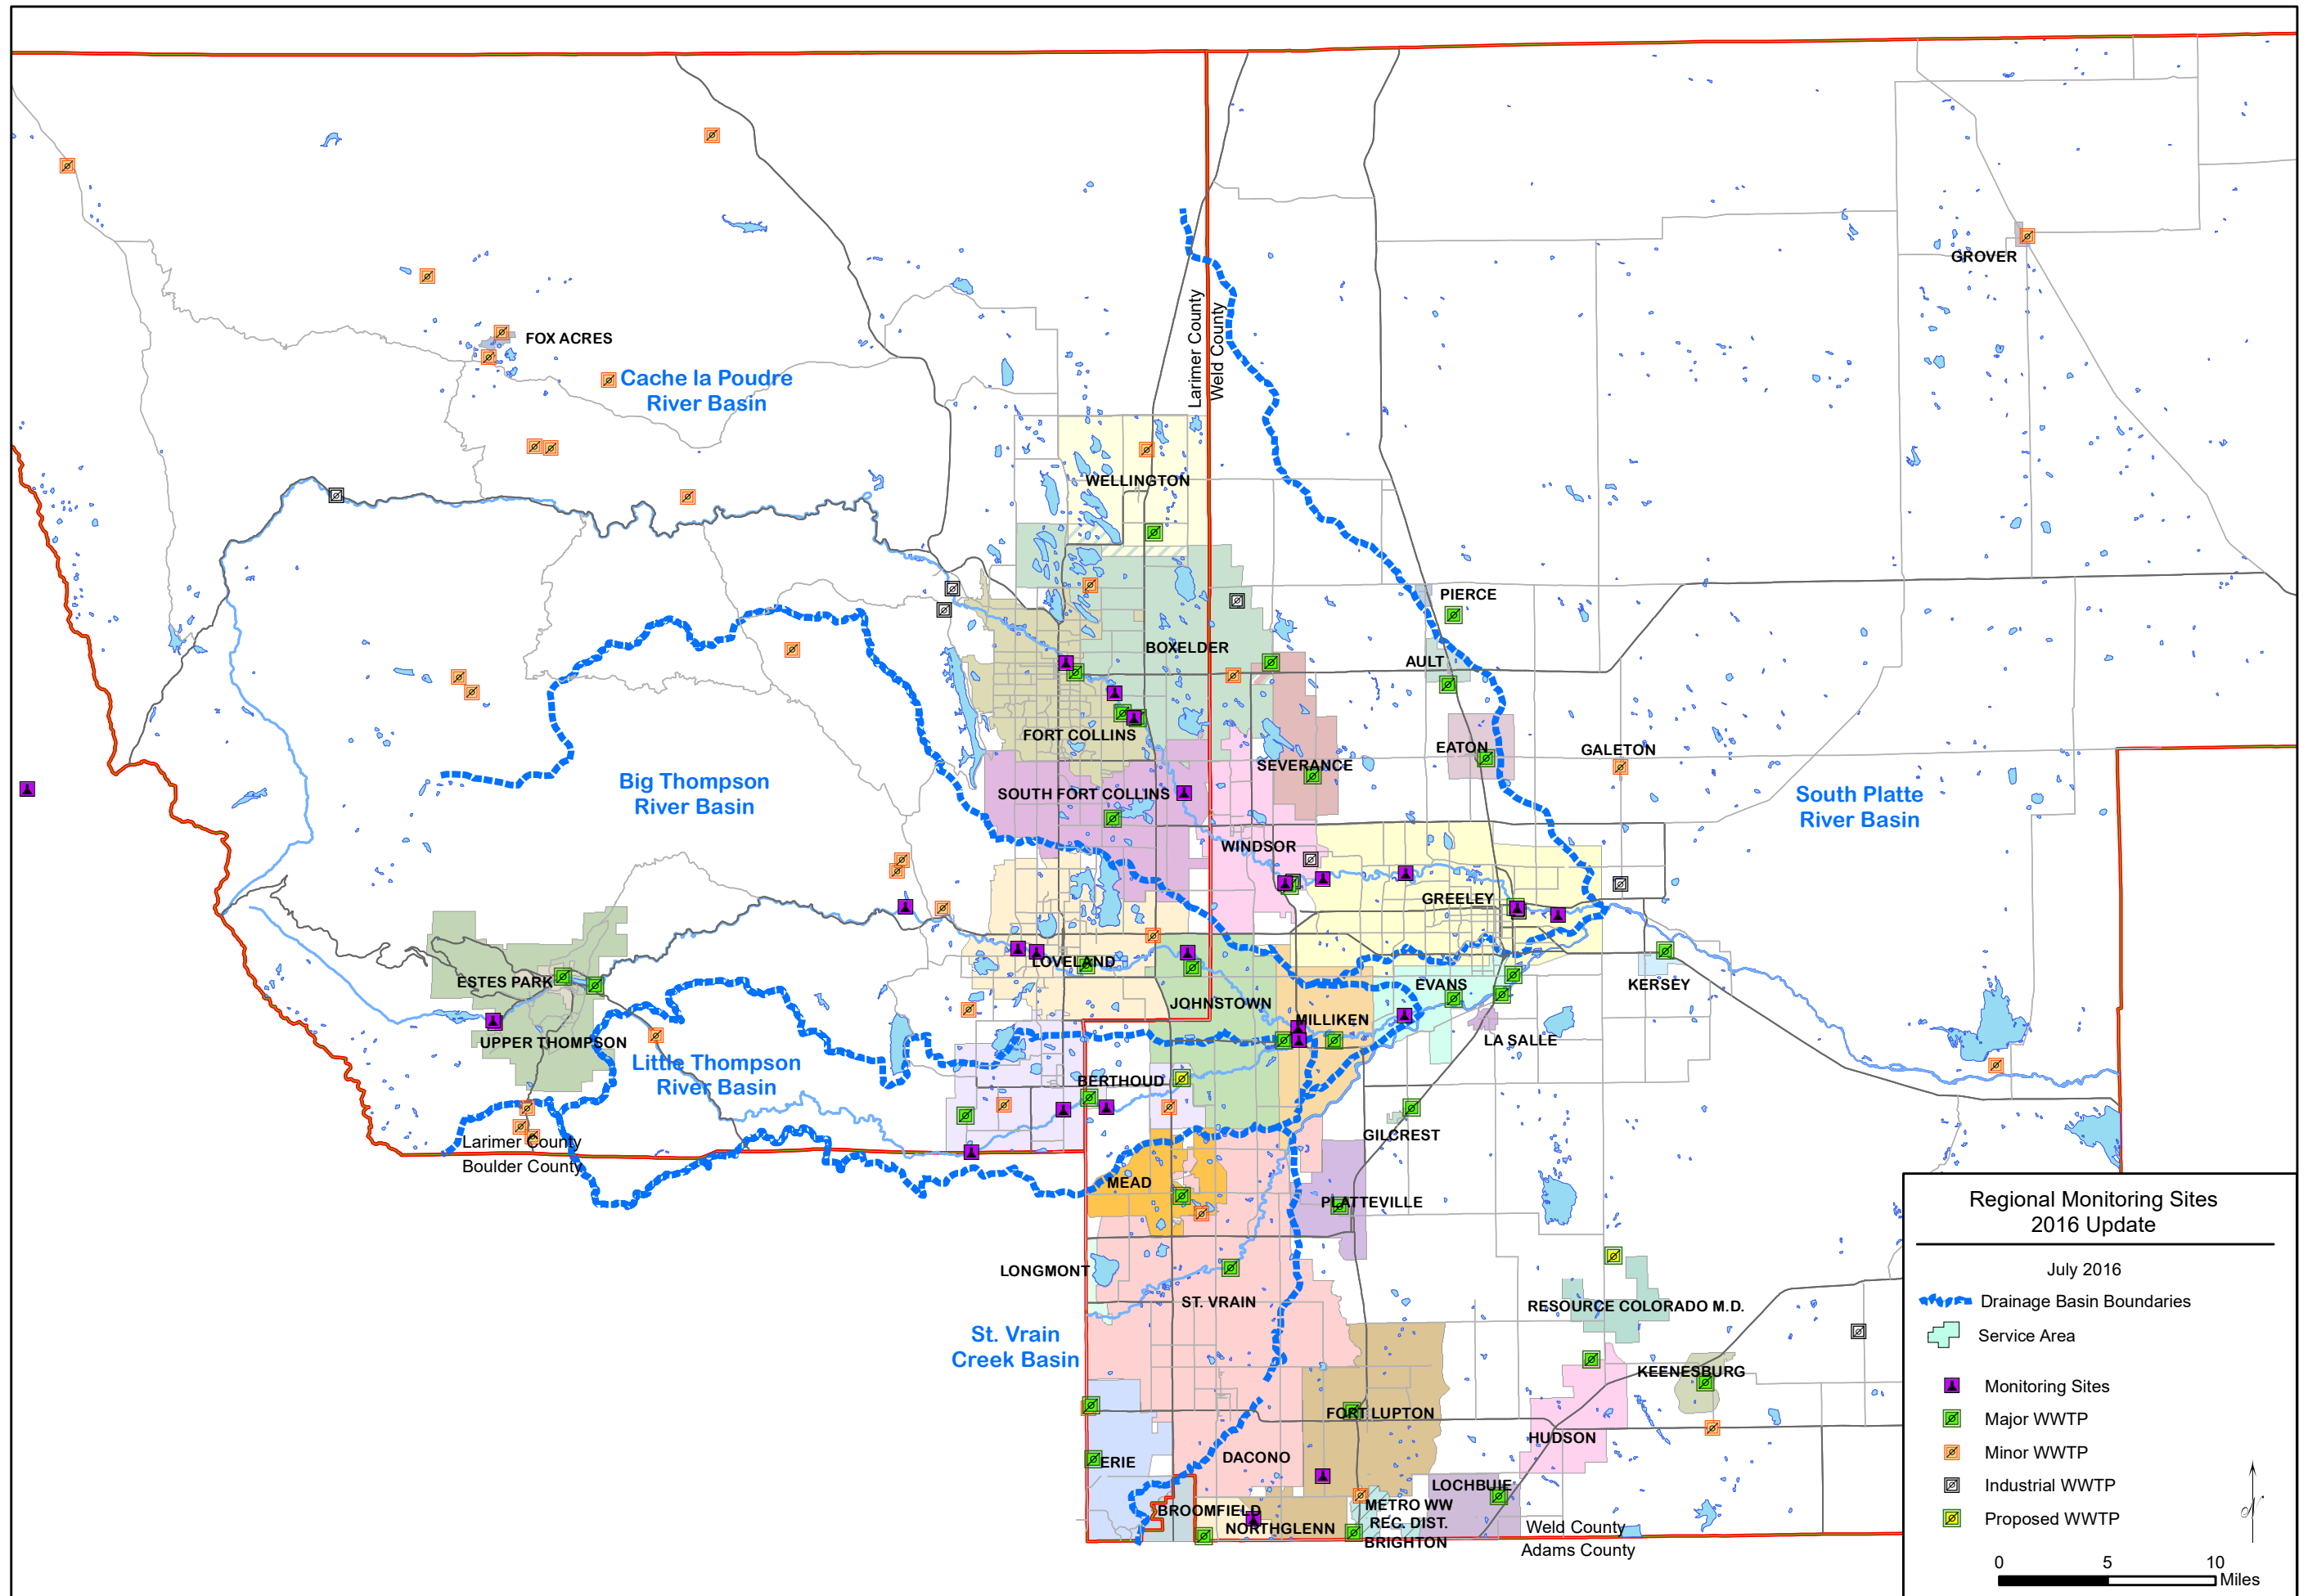 GROVER
Larimer County
Weld County
FOX ACRES
Cache la Poudre
River Basin
WELLINGTON
PIERCE
BOXELDER
AULT
FORT COLLINS
EATON
GALETON
SEVERANCE
Big Thompson
River Basin
SOUTH FORT COLLINS
South Platte
River Basin
WINDSOR
GREELEY
LOVELAND
ESTES PARK
EVANS
KERSEY
JOHNSTOWN
MILLIKEN
UPPER THOMPSON
LA SALLE
Little Thompson
River Basin
BERTHOUD
GILCREST
Larimer County
Boulder County
MEAD
PLATTEVILLE
LONGMONT
ST. VRAIN
RESOURCE COLORADO M.D.
St. Vrain
Creek Basin
KEENESBURG
FORT LUPTON
HUDSON
ERIE
DACONO
LOCHBUIE
BROOMFIELD
METRO WW
REC. DIST.
NORTHGLENN
BRIGHTON
Weld County
Adams County
Regional Monitoring Sites
2016 Update
July 2016
Drainage Basin Boundaries
Service Area
Monitoring Sites
Major WWTP
Minor WWTP
Industrial WWTP
Proposed WWTP
N
0 5 10
Miles